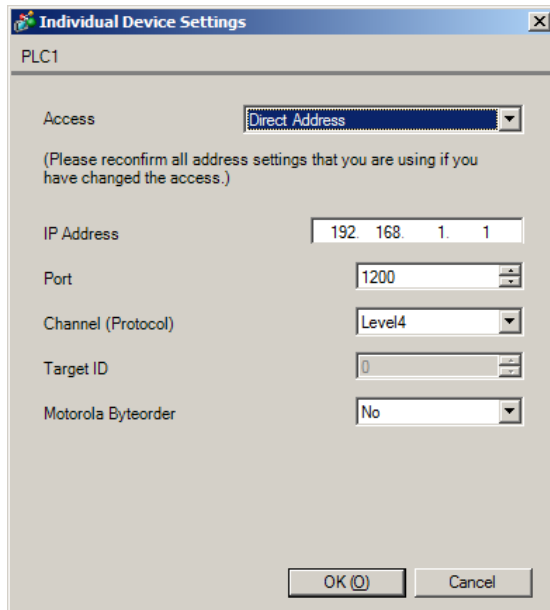 Individual Device Settings
PLC1
Access Direct Address
(Please reconfirm all address settings that you are using if you
have changed the access.)
IP Address 192. 168. 1. 1
Port 1200
Channel (Protocol) Level4
Target ID 0
Motorola Byteorder No
OK (O) Cancel